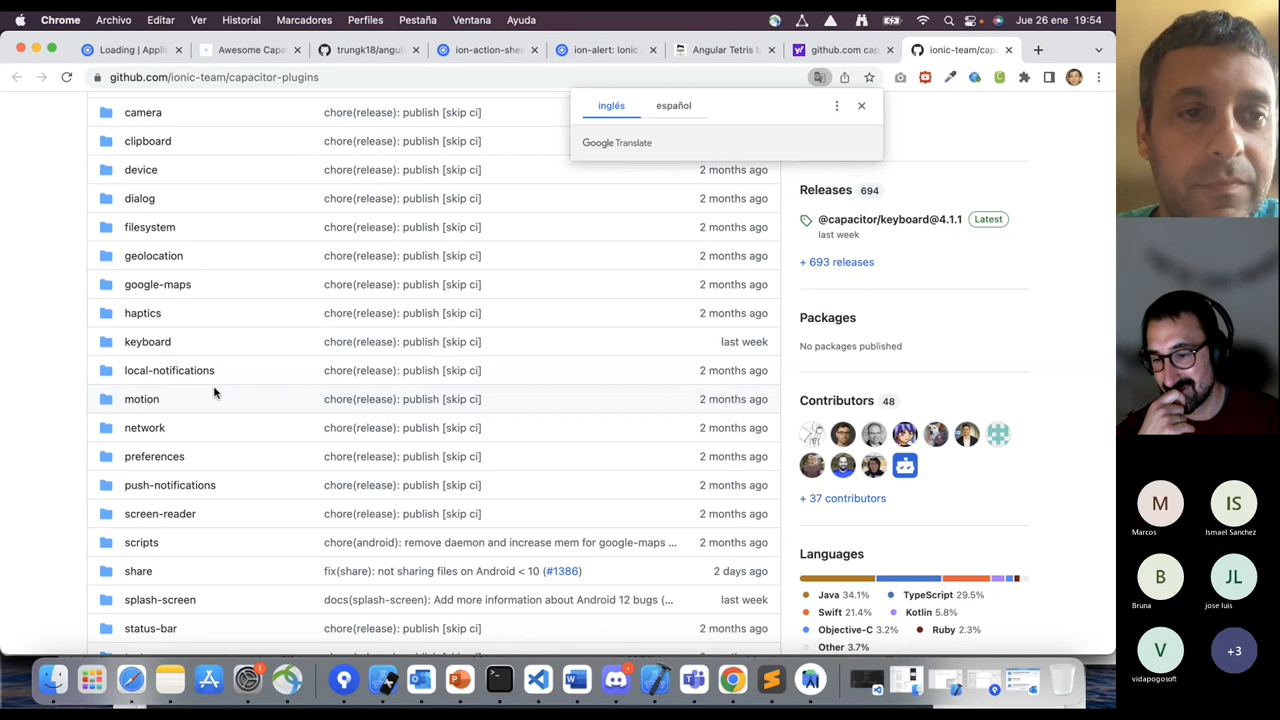 Chrome Archivo Editar Ver Historial Marcadores Perfiles Pestaña Ventana Ayuda Jue 26 ene 19:54
Loading | Applic
Awesome Capa
trungk18/angula
ion-action-shee
ion-alert: Ionic A
Angular Tetris b
github.com cap
ionic-team/capa
github.com/ionic-team/capacitor-plugins
inglés español
Google Translate
camera chore(release): publish [skip ci]
clipboard chore(release): publish [skip ci]
device chore(release): publish [skip ci] 2 months ago
dialog chore(release): publish [skip ci] 2 months ago
filesystem chore(release): publish [skip ci] 2 months ago
geolocation chore(release): publish [skip ci] 2 months ago
google-maps chore(release): publish [skip ci] 2 months ago
haptics chore(release): publish [skip ci] 2 months ago
keyboard chore(release): publish [skip ci] last week
local-notifications chore(release): publish [skip ci] 2 months ago
motion chore(release): publish [skip ci] 2 months ago
network chore(release): publish [skip ci] 2 months ago
preferences chore(release): publish [skip ci] 2 months ago
push-notifications chore(release): publish [skip ci] 2 months ago
screen-reader chore(release): publish [skip ci] 2 months ago
scripts chore(android): remove daemon and increase mem for google-maps ... 2 months ago
share fix(share): not sharing files on Android < 10 (#1386) 2 days ago
splash-screen docs(splash-screen): Add more information about Android 12 bugs (... last week
status-bar chore(release): publish [skip ci] 2 months ago
Releases 694
@capacitor/keyboard@4.1.1 Latest
last week
+ 693 releases
Packages
No packages published
Contributors 48
+ 37 contributors
Languages
Java 34.1% TypeScript 29.5%
Swift 21.4% Kotlin 5.8%
Objective-C 3.2% Ruby 2.3%
Other 3.7%
M IS
Marcos Ismael Sanchez
B JL
Bruna jose luis
V +3
vidapogosoft